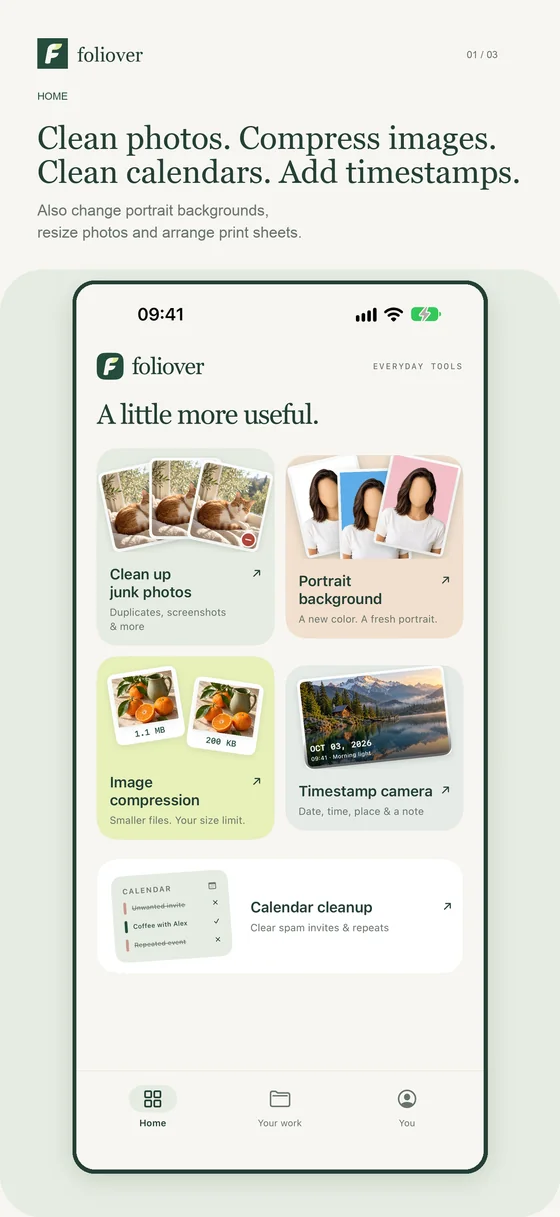 foliover
01 / 03
HOME
Clean photos. Compress images.
Clean calendars. Add timestamps.
Also change portrait backgrounds,
resize photos and arrange print sheets.
09:41
foliover
EVERYDAY TOOLS
A little more useful.
Clean up
junk photos
Duplicates, screenshots
& more
Portrait
background
A new color. A fresh portrait.
1.1 MB
200 KB
Image
compression
Smaller files. Your size limit.
OCT 03, 2026
09:41 · Morning light
Timestamp camera
Date, time, place & a note
CALENDAR
Unwanted invite
Coffee with Alex
Repeated event
Calendar cleanup
Clear spam invites & repeats
Home
Your work
You